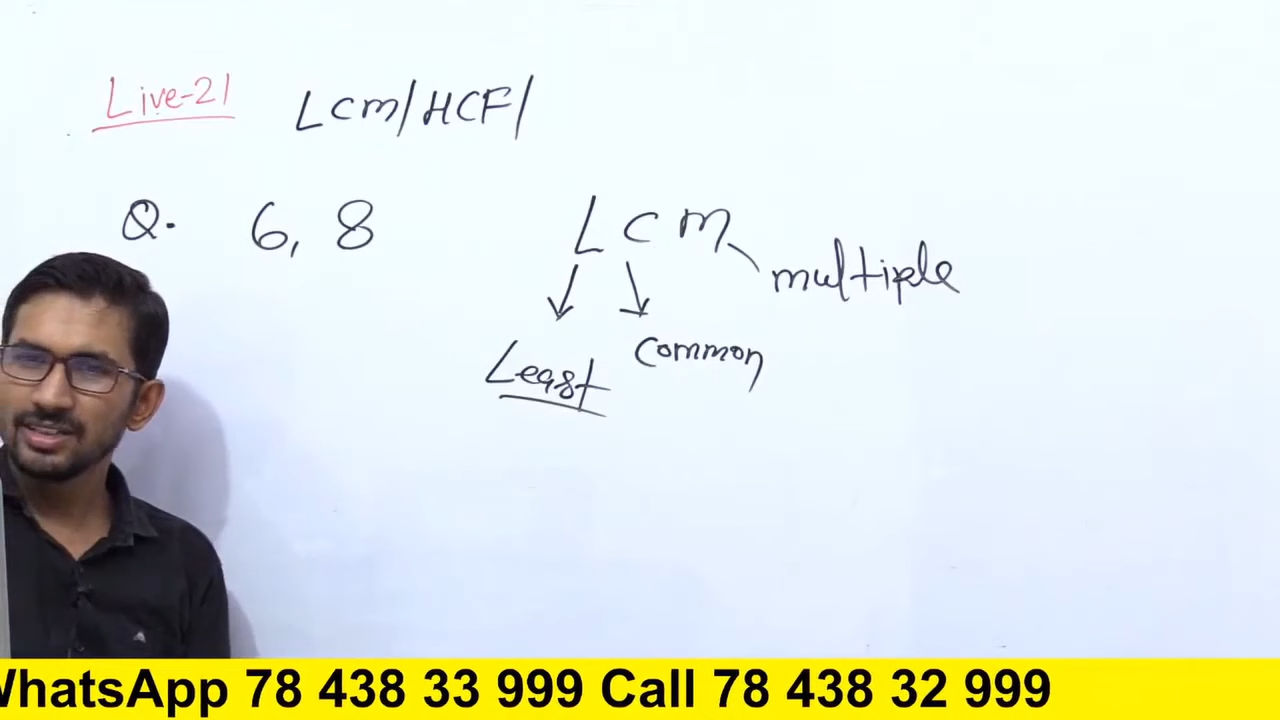 Live-21 LCM/HCF/
Q. 6, 8 LCM
multiple
Least common
WhatsApp 78 438 33 999 Call 78 438 32 999